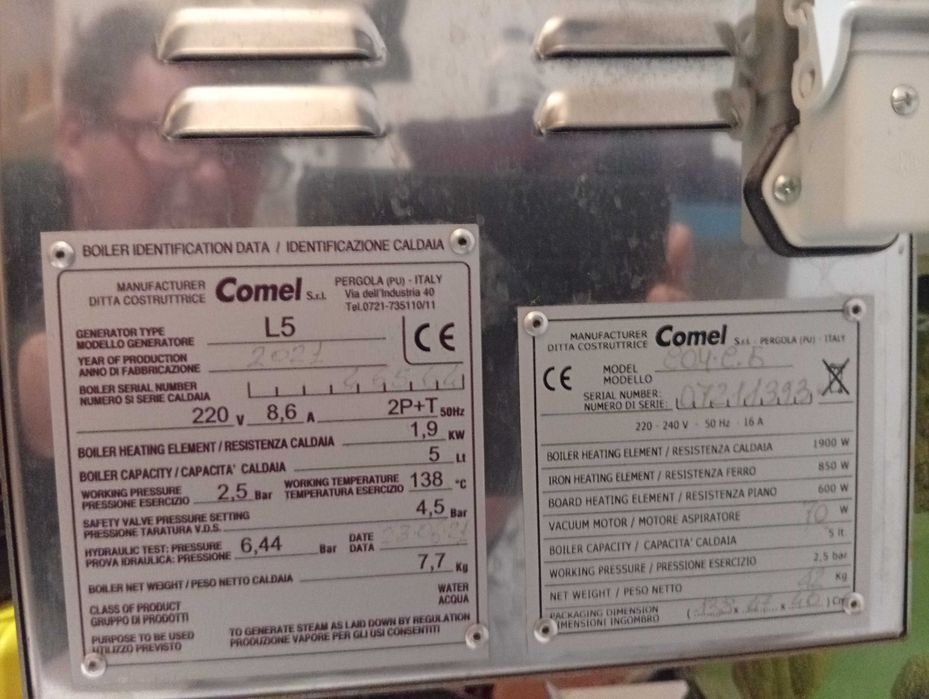 BOILER IDENTIFICATION DATA / IDENTIFICAZIONE CALDAIA
MANUFACTURER
DITTA COSTRUTTRICE
Comel S.r.l.
PERGOLA (PU) - ITALY
Via dell'Industria 40
Tel.0721-735110/11
GENERATOR TYPE
MODELLO GENERATORE
L5
CE
YEAR OF PRODUCTION
ANNO DI FABBRICAZIONE
2021
BOILER SERIAL NUMBER
NUMERO SI SERIE CALDAIA
220 V 8,6 A 2P+T 50Hz
BOILER HEATING ELEMENT / RESISTENZA CALDAIA 1,9 KW
BOILER CAPACITY / CAPACITA' CALDAIA 5 Lt
WORKING PRESSURE
PRESSIONE ESERCIZIO
2,5 Bar
WORKING TEMPERATURE
TEMPERATURA ESERCIZIO
138 °C
SAFETY VALVE PRESSURE SETTING
PRESSIONE TARATURA V.D.S.
4,5 Bar
HYDRAULIC TEST: PRESSURE
PROVA IDRAULICA: PRESSIONE
6,44 Bar
DATE
DATA
BOILER NET WEIGHT / PESO NETTO CALDAIA 7,7 Kg
CLASS OF PRODUCT
GRUPPO DI PRODOTTI
WATER
ACQUA
PURPOSE TO BE USED
UTILIZZO PREVISTO
TO GENERATE STEAM AS LAID DOWN BY REGULATION
PRODUZIONE VAPORE PER GLI USI CONSENTITI
MANUFACTURER
DITTA COSTRUTTRICE
Comel S.r.l. - PERGOLA (PU) - ITALY
CE
MODEL
MODELLO
SERIAL NUMBER:
NUMERO DI SERIE:
07211393
220 - 240 V - 50 Hz - 16 A
BOILER HEATING ELEMENT / RESISTENZA CALDAIA 1900 W
IRON HEATING ELEMENT / RESISTENZA FERRO 850 W
BOARD HEATING ELEMENT / RESISTENZA PIANO 600 W
VACUUM MOTOR / MOTORE ASPIRATORE 70 W
BOILER CAPACITY / CAPACITA' CALDAIA 5 lt
WORKING PRESSURE / PRESSIONE ESERCIZIO 2,5 bar
NET WEIGHT / PESO NETTO Kg
PACKAGING DIMENSION
DIMENSIONI INGOMBRO
( x x ) Cm